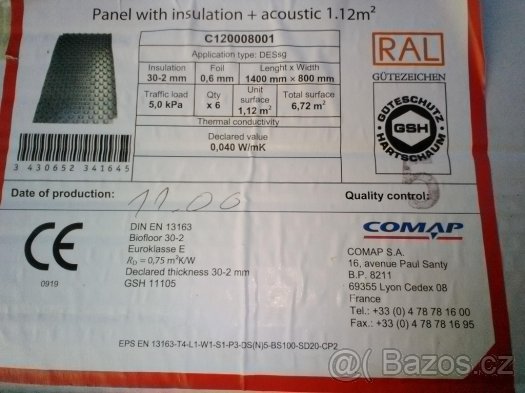 Panel with insulation + acoustic 1.12m²
C120008001
Application type: DESsg
Insulation Foil Lenght x Width
30-2 mm 0,6 mm 1400 mm × 800 mm
Traffic load Qty Unit surface Total surface
5,0 kPa x 6 1,12 m² 6,72 m²
Thermal conductivity
Declared value
0,040 W/mK
RAL
GÜTEZEICHEN
GÜTESCHUTZ
GSH
HARTSCHAUM
3 430652 341645
Date of production: 11.00
Quality control:
CE
0919
DIN EN 13163
Biofloor 30-2
Euroklasse E
R_D = 0,75 m²K/W
Declared thickness 30-2 mm
GSH 11105
COMAP
COMAP S.A.
16, avenue Paul Santy
B.P. 8211
69355 Lyon Cedex 08
France
Tel.: +33 (0) 4 78 78 16 00
Fax.: +33 (0) 4 78 78 16 95
EPS EN 13163-T4-L1-W1-S1-P3-DS(N)5-BS100-SD20-CP2
Bazos.cz